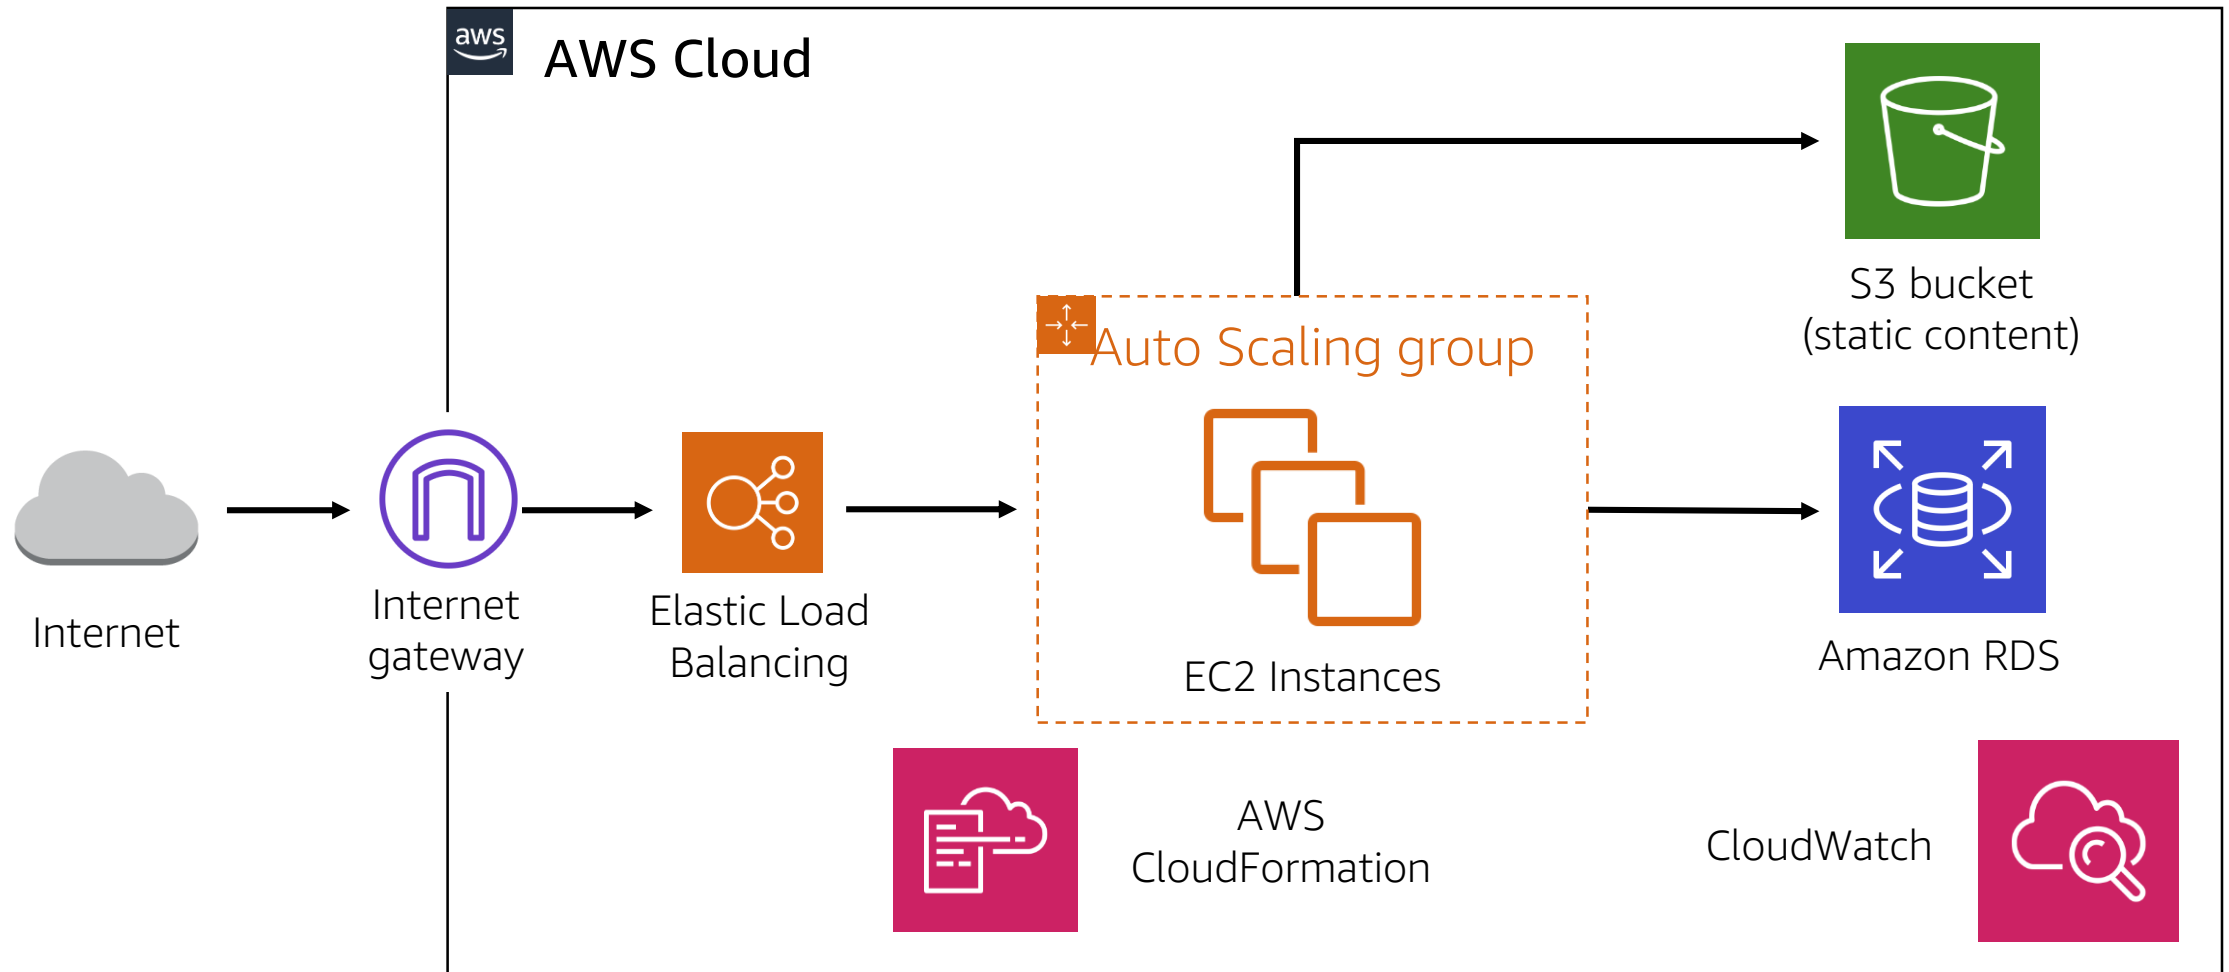 aws
AWS Cloud
S3 bucket
(static content)
Auto Scaling group
Internet
Internet
gateway
Elastic Load
Balancing
EC2 Instances
Amazon RDS
AWS
CloudFormation
CloudWatch